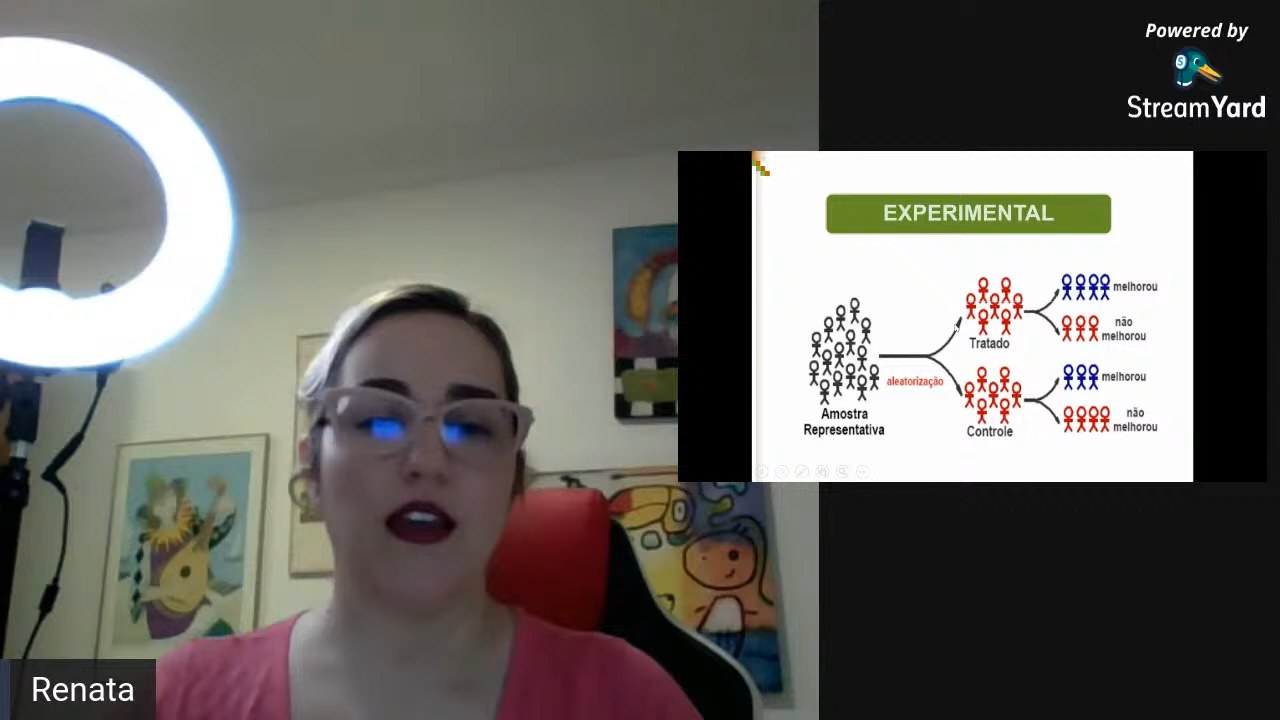 Powered by
StreamYard
EXPERIMENTAL
melhorou
não
melhorou
Tratado
aleatorização
melhorou
Amostra
Representativa
Controle
não
melhorou
Renata